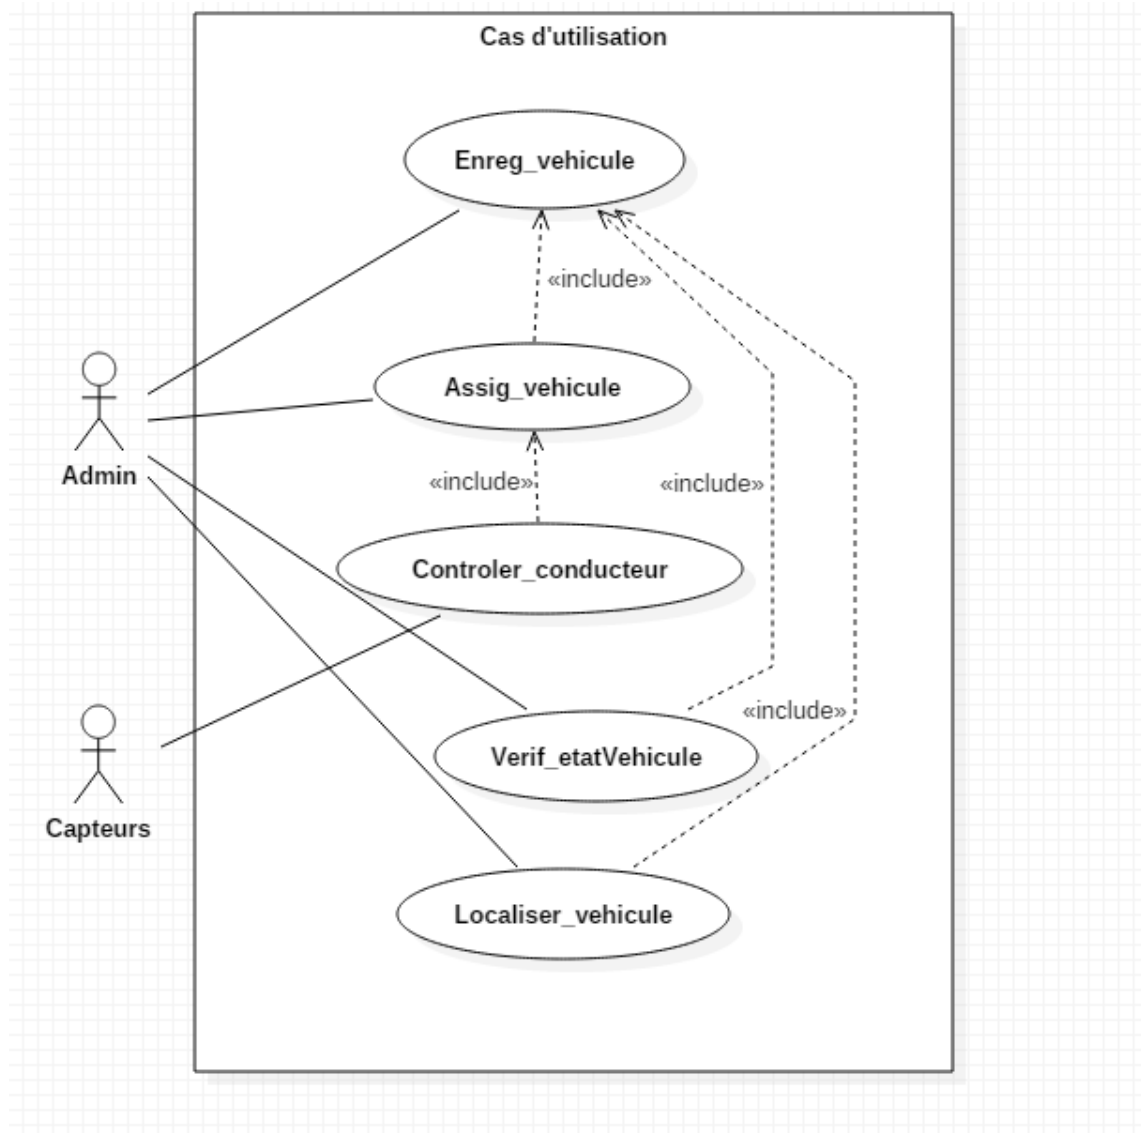 Cas d'utilisation
Enreg_vehicule
«include»
Assig_vehicule
Admin
«include»
«include»
Controler_conducteur
«include»
Verif_etatVehicule
Capteurs
Localiser_vehicule